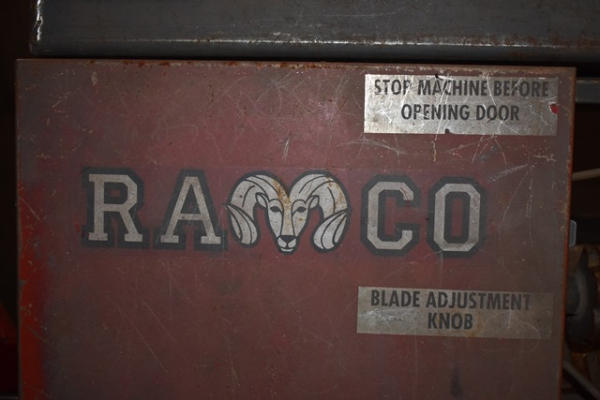 STOP MACHINE BEFORE
OPENING DOOR
RAMCO
BLADE ADJUSTMENT
KNOB